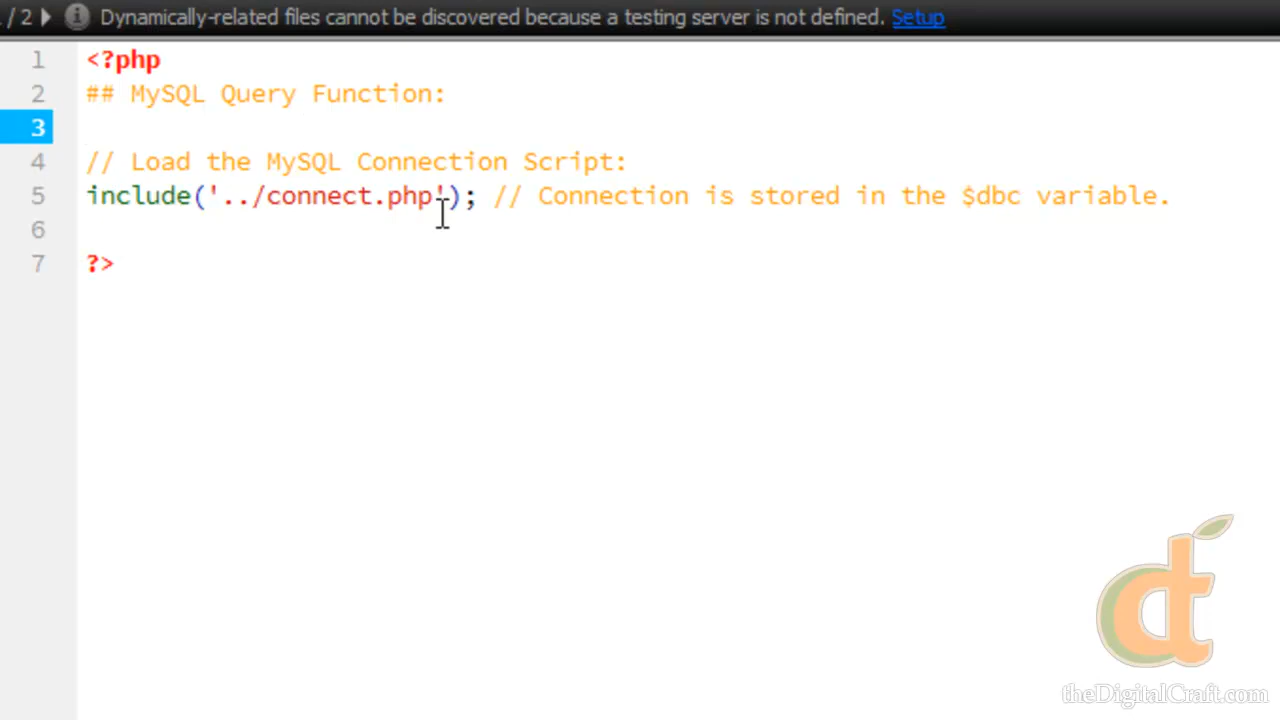 / 2 Dynamically-related files cannot be discovered because a testing server is not defined. Setup
1 <?php
2 ## MySQL Query Function:
3
4 // Load the MySQL Connection Script:
5 include('../connect.php'); // Connection is stored in the $dbc variable.
6
7 ?>
theDigitalCraft.com